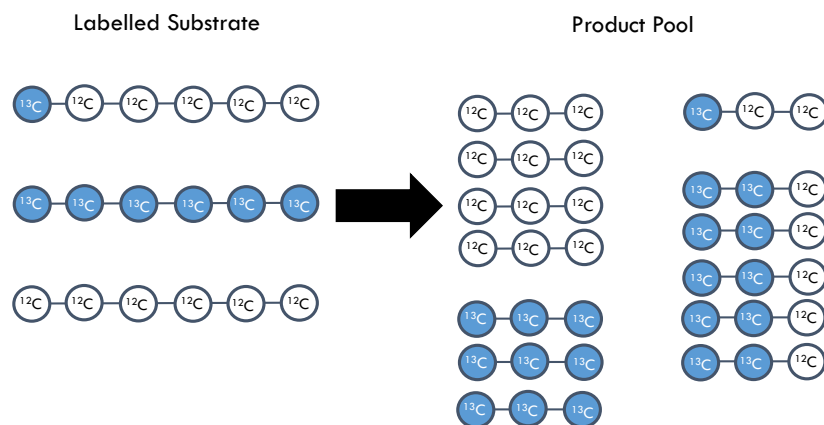 Labelled Substrate
¹³C ¹²C ¹²C ¹²C ¹²C ¹²C
¹³C ¹³C ¹³C ¹³C ¹³C ¹³C
¹²C ¹²C ¹²C ¹²C ¹²C ¹²C
Product Pool
¹²C ¹²C ¹²C
¹²C ¹²C ¹²C
¹²C ¹²C ¹²C
¹²C ¹²C ¹²C
¹³C ¹³C ¹³C
¹³C ¹³C ¹³C
¹³C ¹³C ¹³C
¹³C ¹²C ¹²C
¹³C ¹³C ¹²C
¹³C ¹³C ¹²C
¹³C ¹³C ¹²C
¹³C ¹³C ¹²C
¹³C ¹³C ¹²C